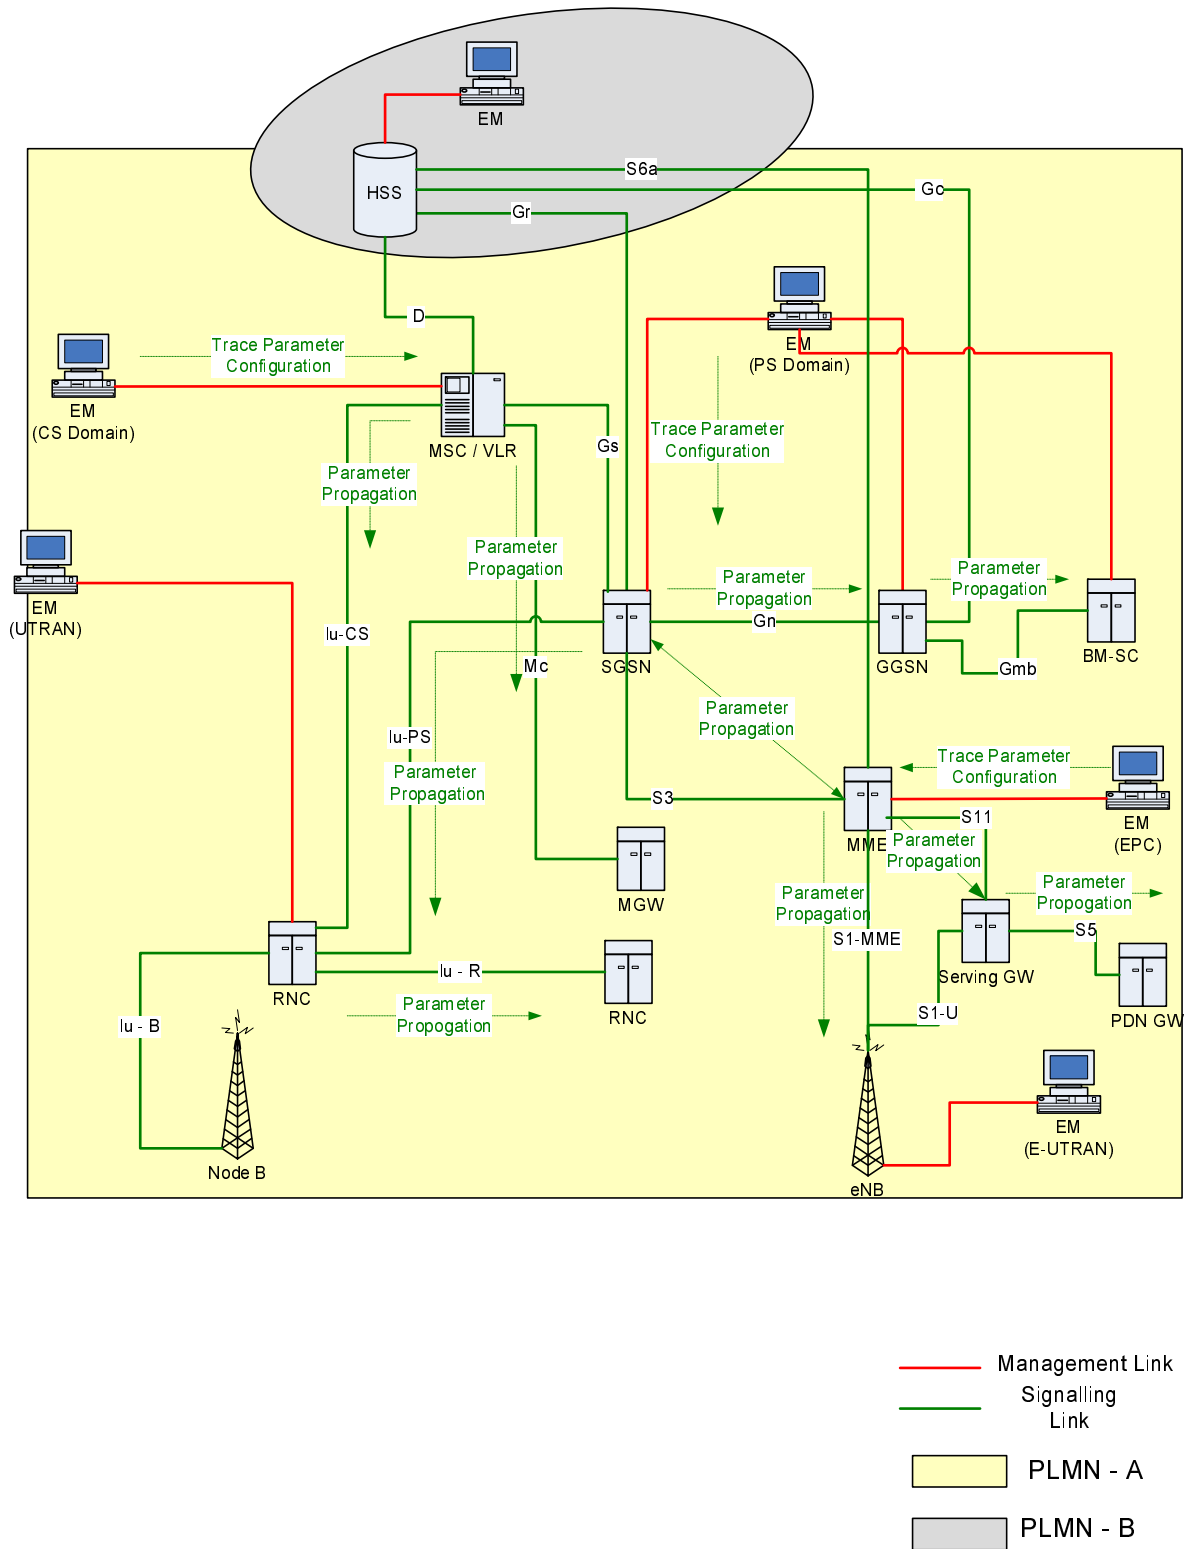 EM
HSS
S6a
Gc
Gr
D
Trace Parameter
Configuration
EM
(PS Domain)
EM
(CS Domain)
MSC / VLR
Gs
Trace Parameter
Configuration
Parameter
Propagation
Parameter
Propagation
Parameter
Propagation
Parameter
Propagation
EM
(UTRAN)
Iu-CS
Gn
SGSN
GGSN
BM-SC
Mc
Gmb
Parameter
Propagation
Iu-PS
Parameter
Propagation
Trace Parameter
Configuration
S3
S11
MME
EM
(EPC)
Parameter
Propagation
MGW
Parameter
Propagation
Parameter
Propogation
S1-MME
S5
Serving GW
Iu - R
RNC
RNC
Parameter
Propogation
S1-U
PDN GW
Iu - B
EM
(E-UTRAN)
Node B
eNB
Management Link
Signalling
Link
PLMN - A
PLMN - B